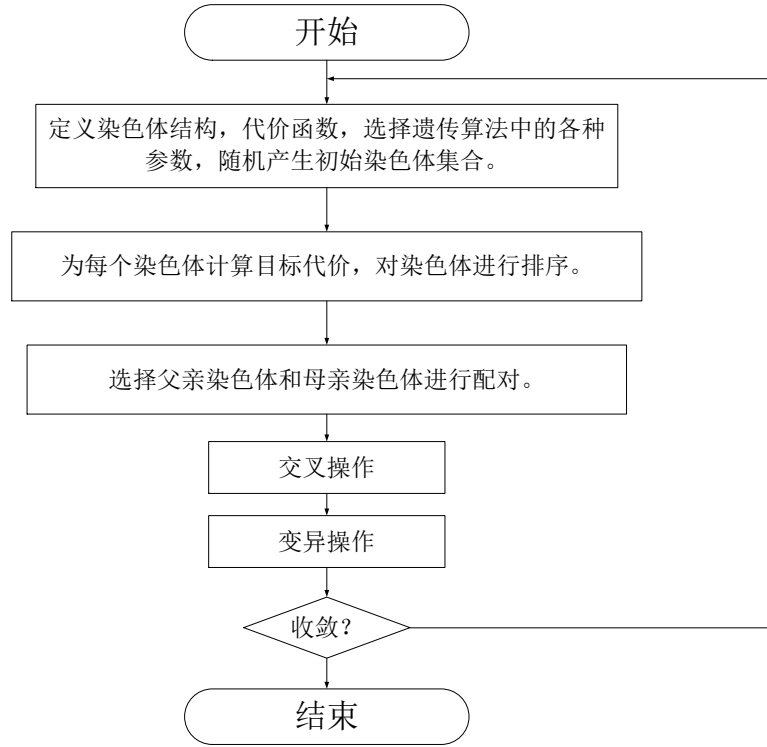 开始
定义染色体结构，代价函数，选择遗传算法中的各种
参数，随机产生初始染色体集合。
为每个染色体计算目标代价，对染色体进行排序。
选择父亲染色体和母亲染色体进行配对。
交叉操作
变异操作
收敛?
结束